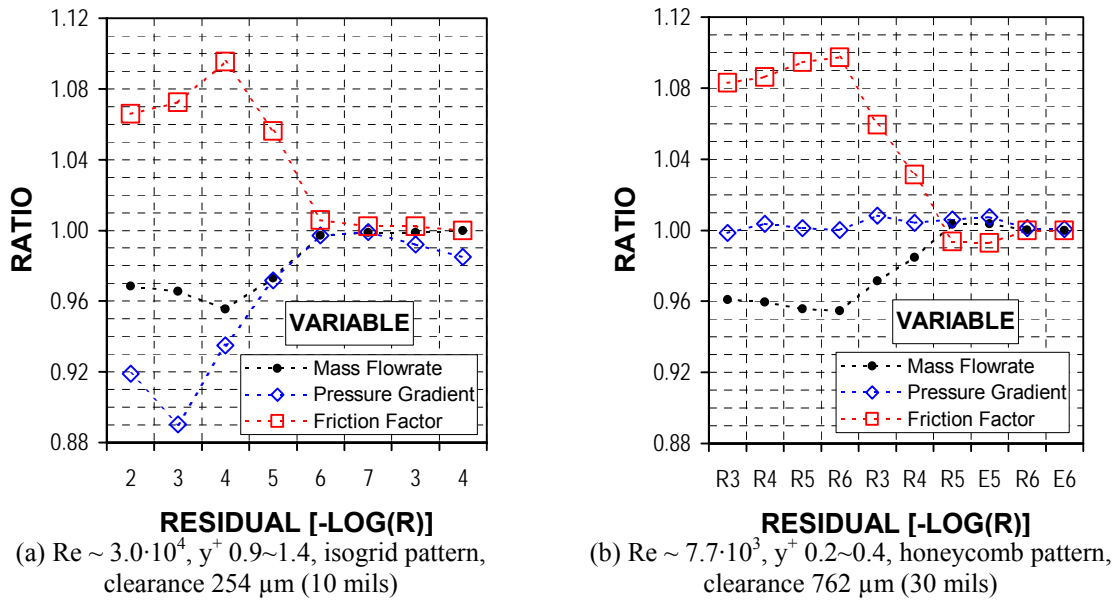 1.12
1.08
1.04
1.00
0.96
0.92
0.88
RATIO
VARIABLE
Mass Flowrate
Pressure Gradient
Friction Factor
2 3 4 5 6 7 3 4
RESIDUAL [-LOG(R)]
(a) Re ~ 3.0·10⁴, y⁺ 0.9~1.4, isogrid pattern,
clearance 254 µm (10 mils)
1.12
1.08
1.04
1.00
0.96
0.92
0.88
RATIO
VARIABLE
Mass Flowrate
Pressure Gradient
Friction Factor
R3 R4 R5 R6 R3 R4 R5 E5 R6 E6
RESIDUAL [-LOG(R)]
(b) Re ~ 7.7·10³, y⁺ 0.2~0.4, honeycomb pattern,
clearance 762 µm (30 mils)